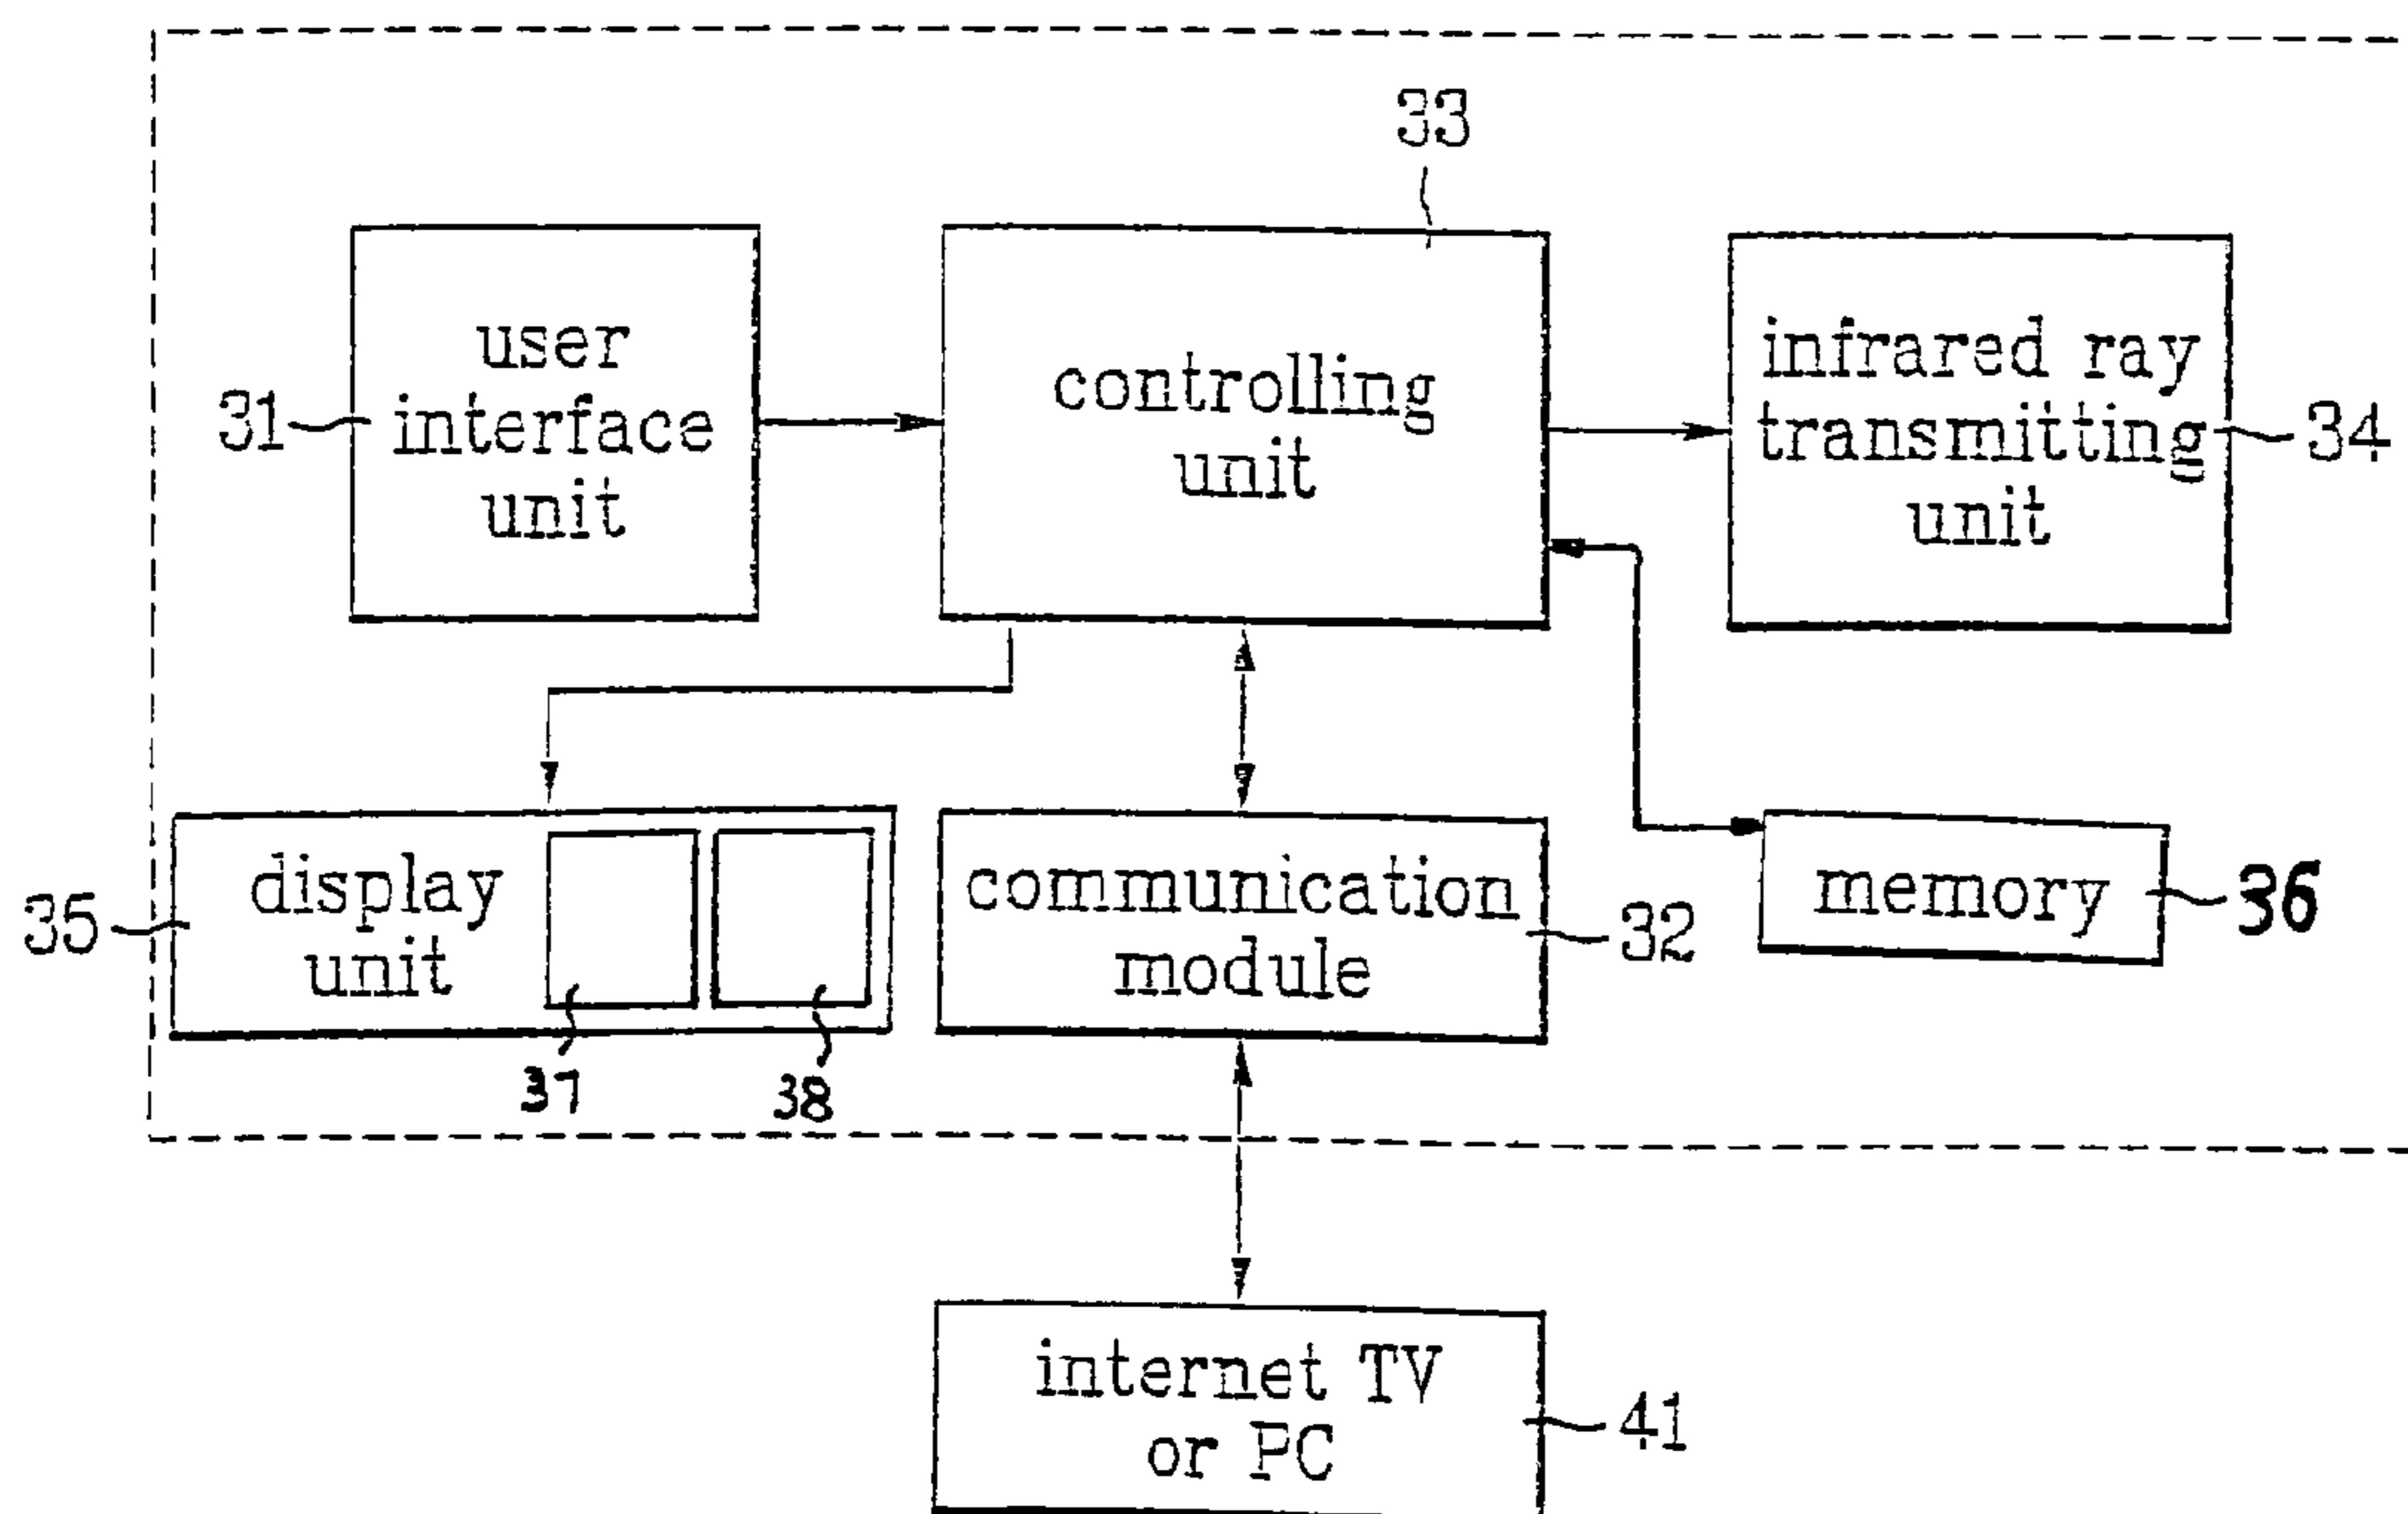 33
user
interface
unit
31
controlling
unit
infrared ray
transmitting
unit
34
display
unit
35
37
38
communication
module
32
memory
36
internet TV
or PC
41